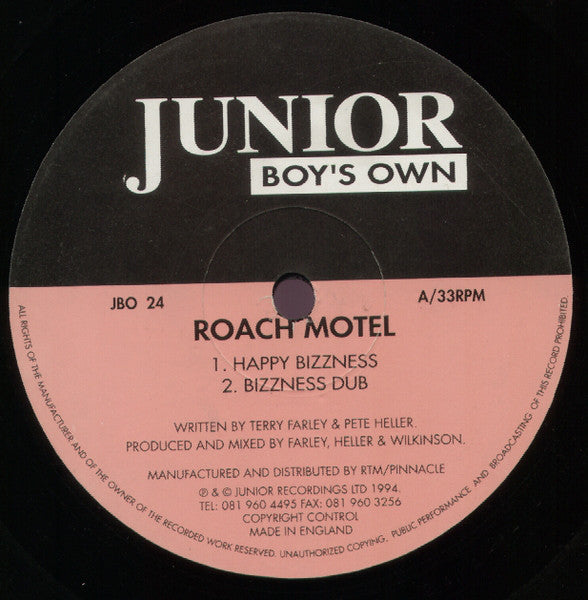 JUNIOR
BOY'S OWN
JBO 24
A/33RPM
ROACH MOTEL
1. HAPPY BIZZNESS
2. BIZZNESS DUB
WRITTEN BY TERRY FARLEY & PETE HELLER.
PRODUCED AND MIXED BY FARLEY, HELLER & WILKINSON.
MANUFACTURED AND DISTRIBUTED BY RTM/PINNACLE
℗ & © JUNIOR RECORDINGS LTD 1994.
TEL: 081 960 4495 FAX: 081 960 3256
COPYRIGHT CONTROL
MADE IN ENGLAND
ALL RIGHTS OF THE MANUFACTURER AND OF THE OWNER OF THE RECORDED WORK RESERVED. UNAUTHORIZED COPYING, PUBLIC PERFORMANCE AND BROADCASTING OF THIS RECORD PROHIBITED.